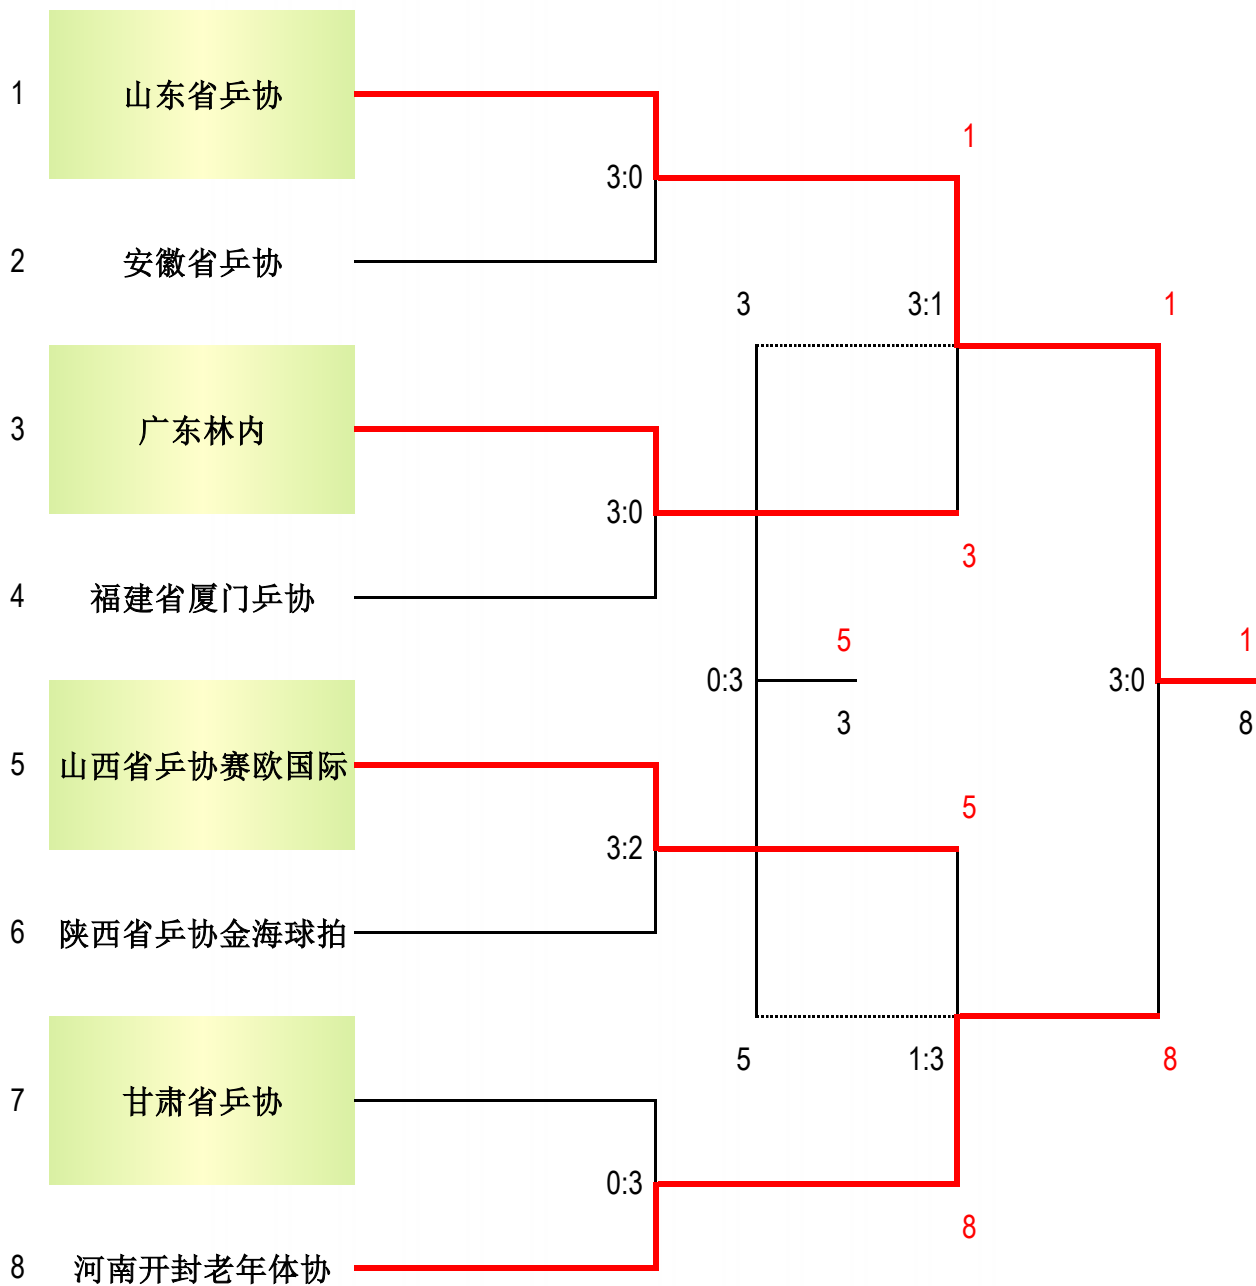 1 山东省乒协
1
3:0
2 安徽省乒协
3 3:1 1
3 广东林内
3:0
3
4 福建省厦门乒协
5 1
0:3 3:0
3 8
5 山西省乒协赛欧国际
5
3:2
6 陕西省乒协金海球拍
5 1:3 8
7 甘肃省乒协
0:3
8
8 河南开封老年体协